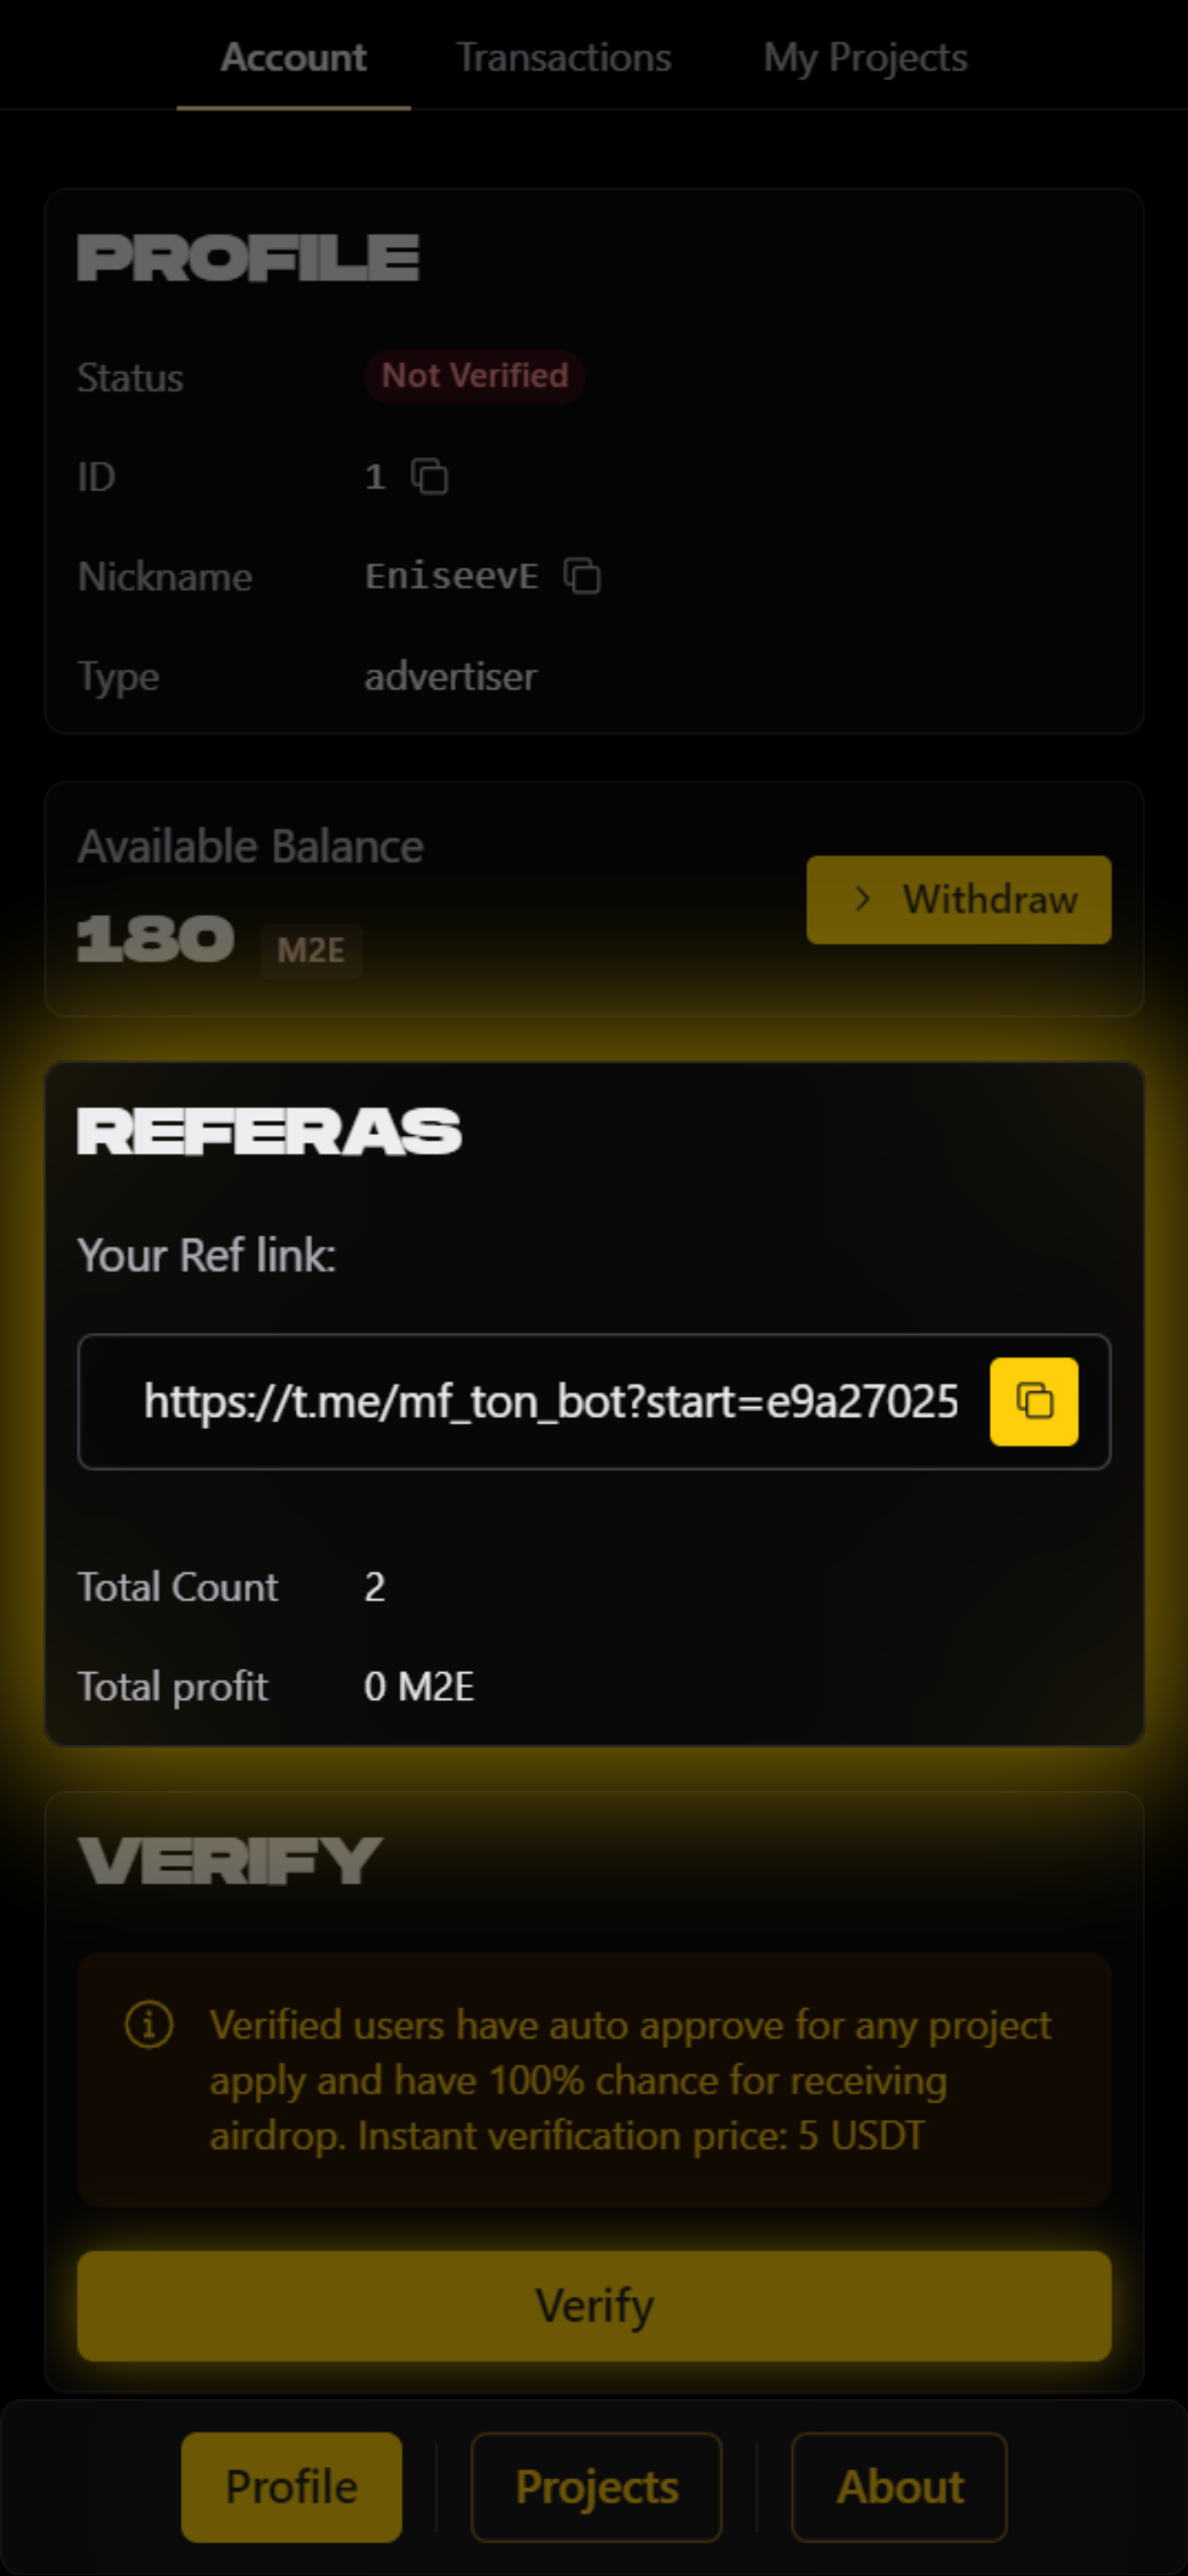 Account Transactions My Projects
PROFILE
Status Not Verified
ID 1
Nickname EniseevE
Type advertiser
Available Balance
180 M2E
Withdraw
REFERAS
Your Ref link:
https://t.me/mf_ton_bot?start=e9a27025
Total Count 2
Total profit 0 M2E
VERIFY
Verified users have auto approve for any project
apply and have 100% chance for receiving
airdrop. Instant verification price: 5 USDT
Verify
Profile Projects About